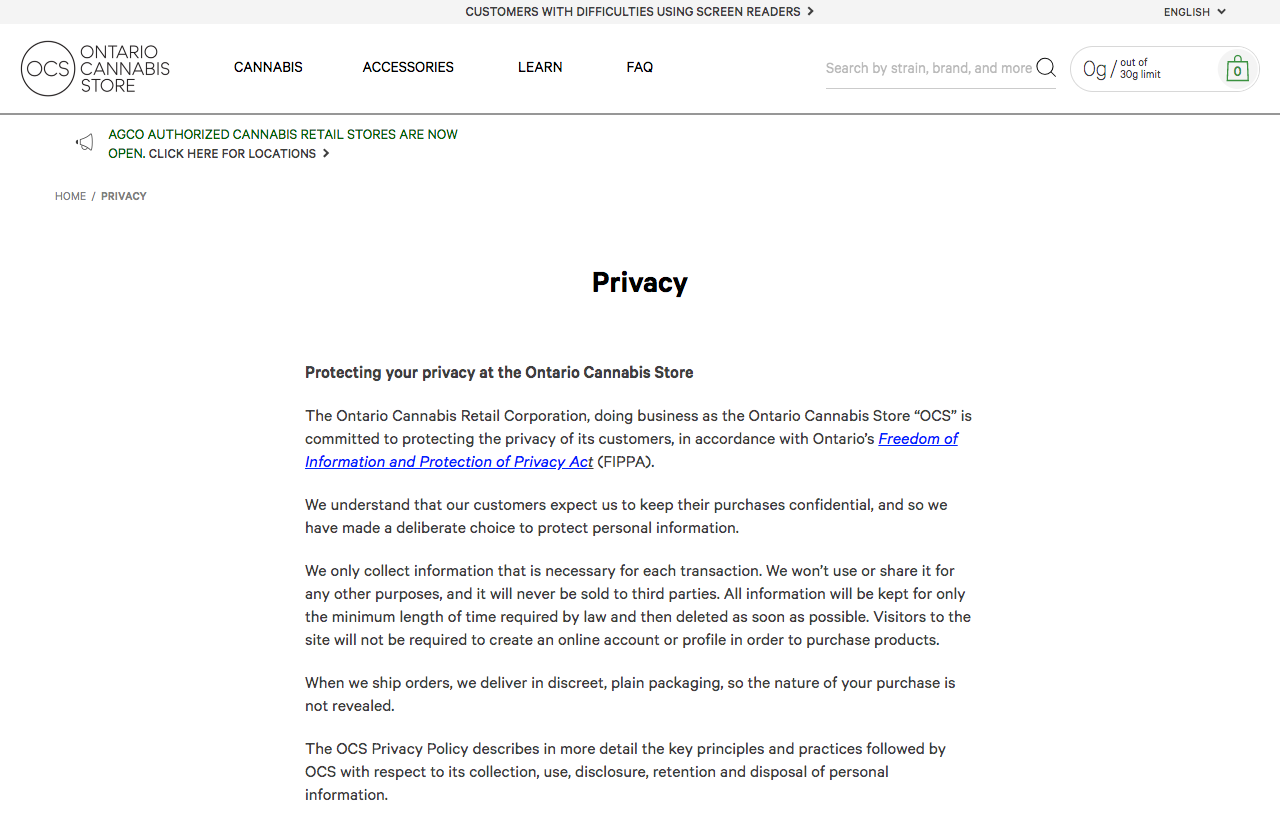 CUSTOMERS WITH DIFFICULTIES USING SCREEN READERS
ENGLISH
OCS
ONTARIO
CANNABIS
STORE
CANNABIS
ACCESSORIES
LEARN
FAQ
Search by strain, brand, and more
0g / out of
30g limit
0
AGCO AUTHORIZED CANNABIS RETAIL STORES ARE NOW
OPEN. CLICK HERE FOR LOCATIONS
HOME / PRIVACY
Privacy
Protecting your privacy at the Ontario Cannabis Store
The Ontario Cannabis Retail Corporation, doing business as the Ontario Cannabis Store “OCS” is
committed to protecting the privacy of its customers, in accordance with Ontario’s Freedom of
Information and Protection of Privacy Act (FIPPA).
We understand that our customers expect us to keep their purchases confidential, and so we
have made a deliberate choice to protect personal information.
We only collect information that is necessary for each transaction. We won’t use or share it for
any other purposes, and it will never be sold to third parties. All information will be kept for only
the minimum length of time required by law and then deleted as soon as possible. Visitors to the
site will not be required to create an online account or profile in order to purchase products.
When we ship orders, we deliver in discreet, plain packaging, so the nature of your purchase is
not revealed.
The OCS Privacy Policy describes in more detail the key principles and practices followed by
OCS with respect to its collection, use, disclosure, retention and disposal of personal
information.